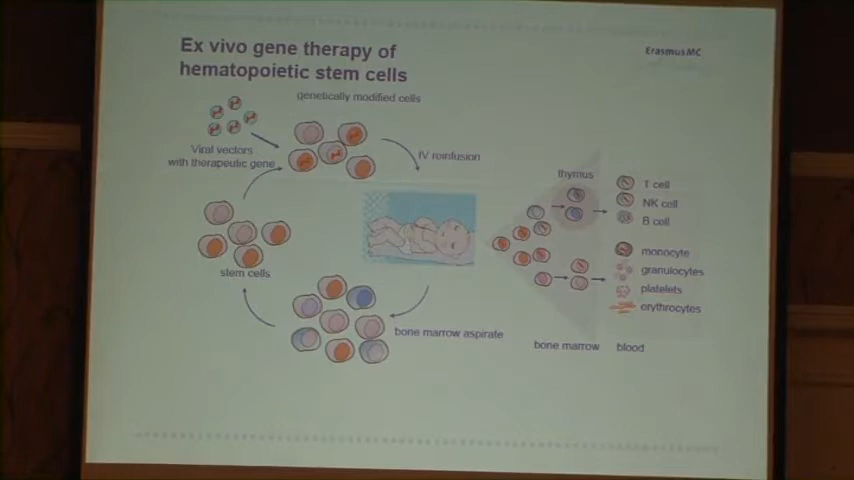 Ex vivo gene therapy of
hematopoietic stem cells
ErasmusMC
genetically modified cells
Viral vectors
with therapeutic gene
IV reinfusion
stem cells
bone marrow aspirate
thymus
T cell
NK cell
B cell
monocyte
granulocytes
platelets
erythrocytes
bone marrow
blood